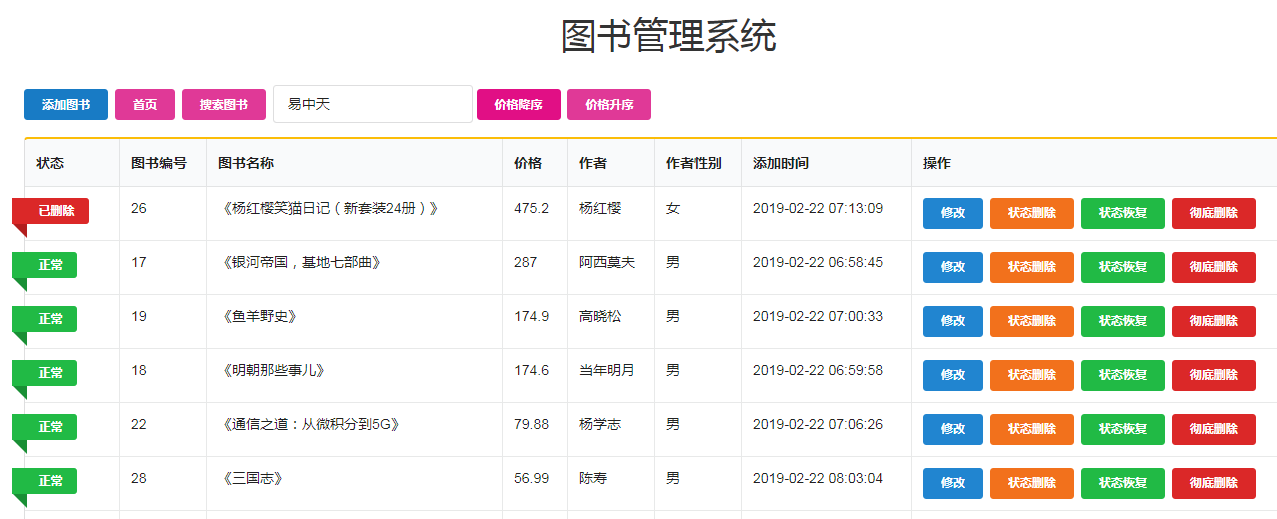 图书管理系统
添加图书 首页 搜索图书 易中天 价格降序 价格升序
状态 图书编号 图书名称 价格 作者 作者性别 添加时间 操作
已删除 26 《杨红樱笑猫日记（新套装24册）》 475.2 杨红樱 女 2019-02-22 07:13:09 修改 状态删除 状态恢复 彻底删除
正常 17 《银河帝国，基地七部曲》 287 阿西莫夫 男 2019-02-22 06:58:45 修改 状态删除 状态恢复 彻底删除
正常 19 《鱼羊野史》 174.9 高晓松 男 2019-02-22 07:00:33 修改 状态删除 状态恢复 彻底删除
正常 18 《明朝那些事儿》 174.6 当年明月 男 2019-02-22 06:59:58 修改 状态删除 状态恢复 彻底删除
正常 22 《通信之道：从微积分到5G》 79.88 杨学志 男 2019-02-22 07:06:26 修改 状态删除 状态恢复 彻底删除
正常 28 《三国志》 56.99 陈寿 男 2019-02-22 08:03:04 修改 状态删除 状态恢复 彻底删除